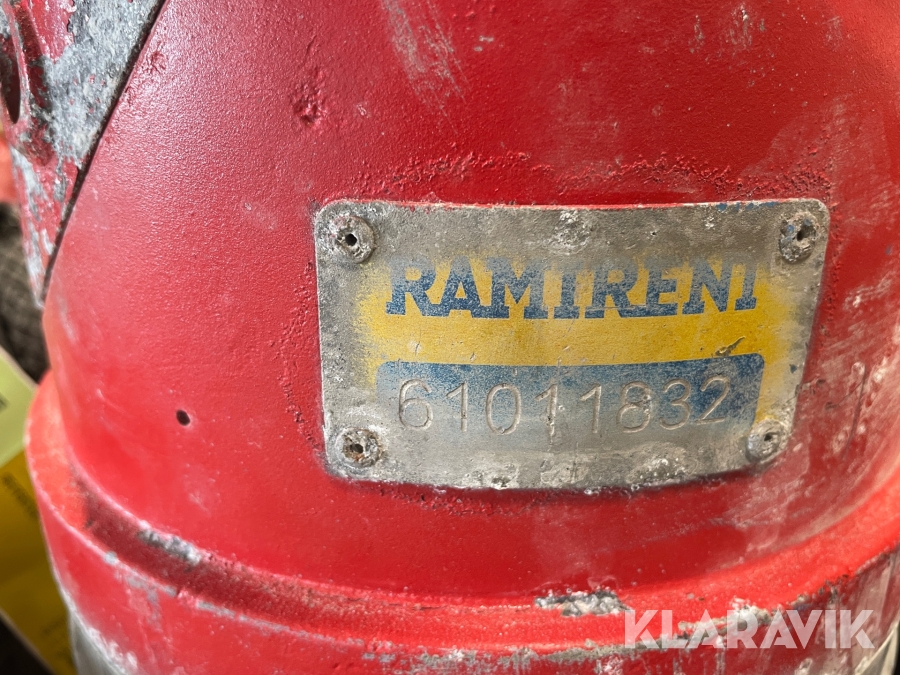 RAMIRENT
61011832
KLARAVIK